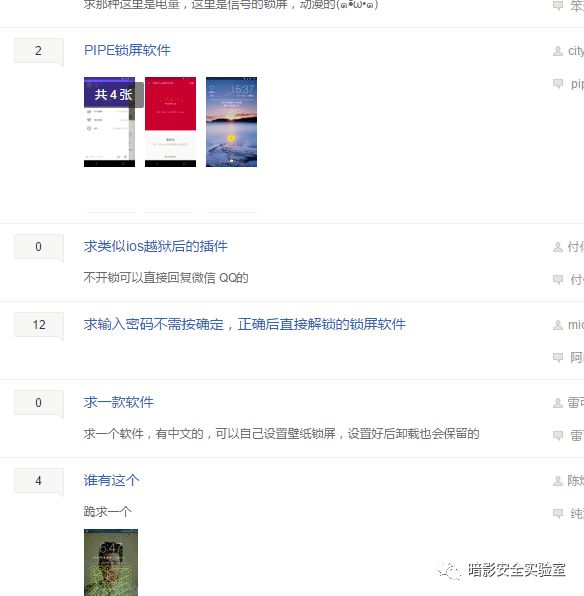 求那种这里是电量，这里是信号的锁屏，动漫的(๑•̀ω•́๑)
2
PIPE锁屏软件
city
共 4 张
15:37
pip
0
求类似ios越狱后的插件
付
不开锁可以直接回复微信 QQ的
付
12
求输入密码不需按确定，正确后直接解锁的锁屏软件
mic
阿
0
求一款软件
雷
求一个软件，有中文的，可以自己设置壁纸锁屏，设置好后卸载也会保留的
雷
4
谁有这个
陈
跪求一个
纯
5:47
暗影安全实验室